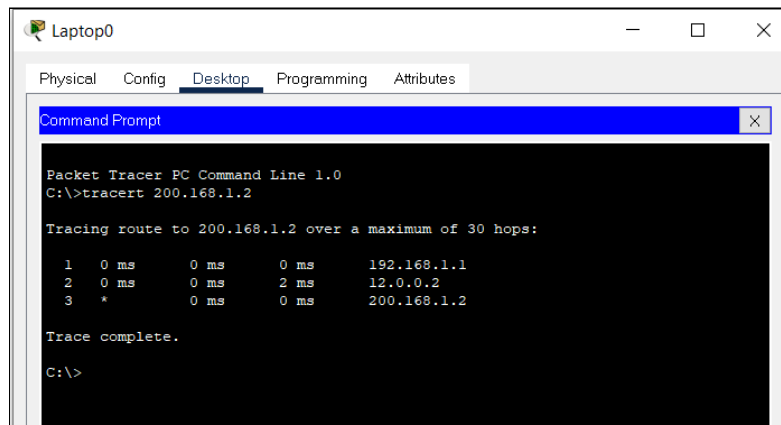 Laptop0
Physical Config Desktop Programming Attributes
Command Prompt
X
Packet Tracer PC Command Line 1.0
C:\>tracert 200.168.1.2
Tracing route to 200.168.1.2 over a maximum of 30 hops:
1 0 ms 0 ms 0 ms 192.168.1.1
2 0 ms 0 ms 2 ms 12.0.0.2
3 * 0 ms 0 ms 200.168.1.2
Trace complete.
C:\>